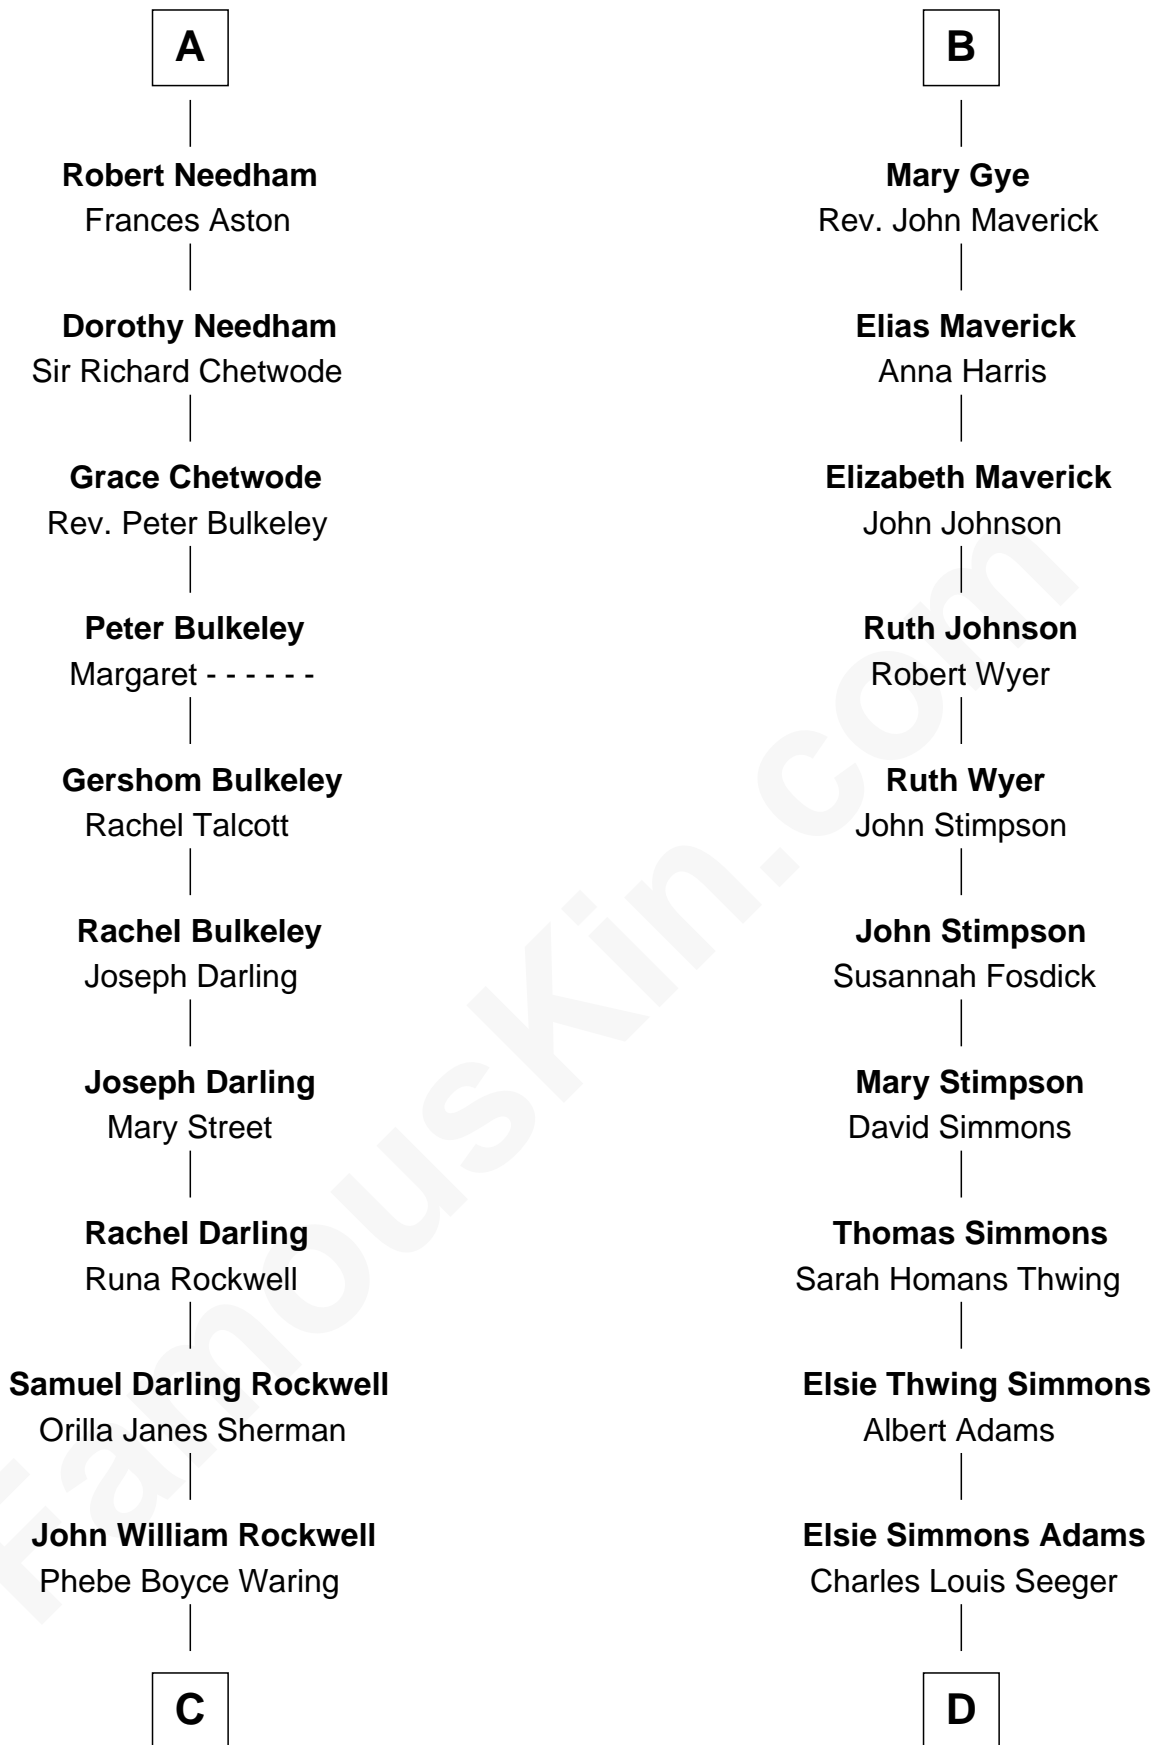 A
Robert Needham
Frances Aston
Dorothy Needham
Sir Richard Chetwode
Grace Chetwode
Rev. Peter Bulkeley
Peter Bulkeley
Margaret - - - - - -
Gershom Bulkeley
Rachel Talcott
Rachel Bulkeley
Joseph Darling
Joseph Darling
Mary Street
Rachel Darling
Runa Rockwell
Samuel Darling Rockwell
Orilla Janes Sherman
John William Rockwell
Phebe Boyce Waring
C
B
Mary Gye
Rev. John Maverick
Elias Maverick
Anna Harris
Elizabeth Maverick
John Johnson
Ruth Johnson
Robert Wyer
Ruth Wyer
John Stimpson
John Stimpson
Susannah Fosdick
Mary Stimpson
David Simmons
Thomas Simmons
Sarah Homans Thwing
Elsie Thwing Simmons
Albert Adams
Elsie Simmons Adams
Charles Louis Seeger
D
FamousKin.com